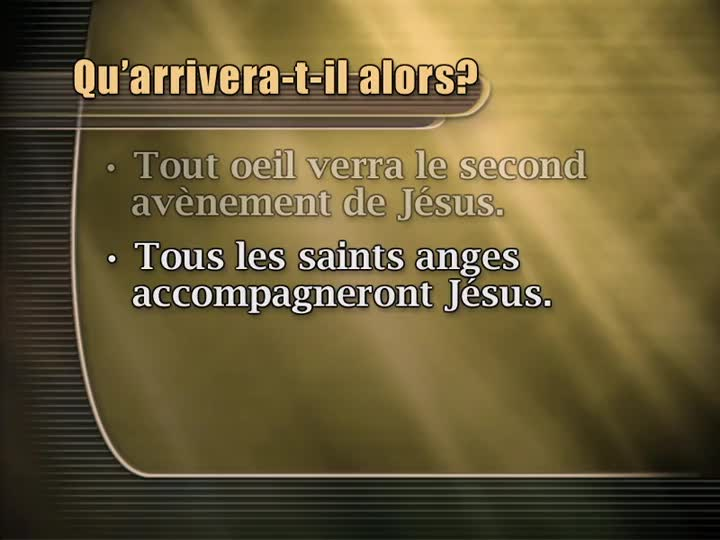 Qu’arrivera-t-il alors?
• Tout oeil verra le second
avènement de Jésus.
• Tous les saints anges
accompagneront Jésus.